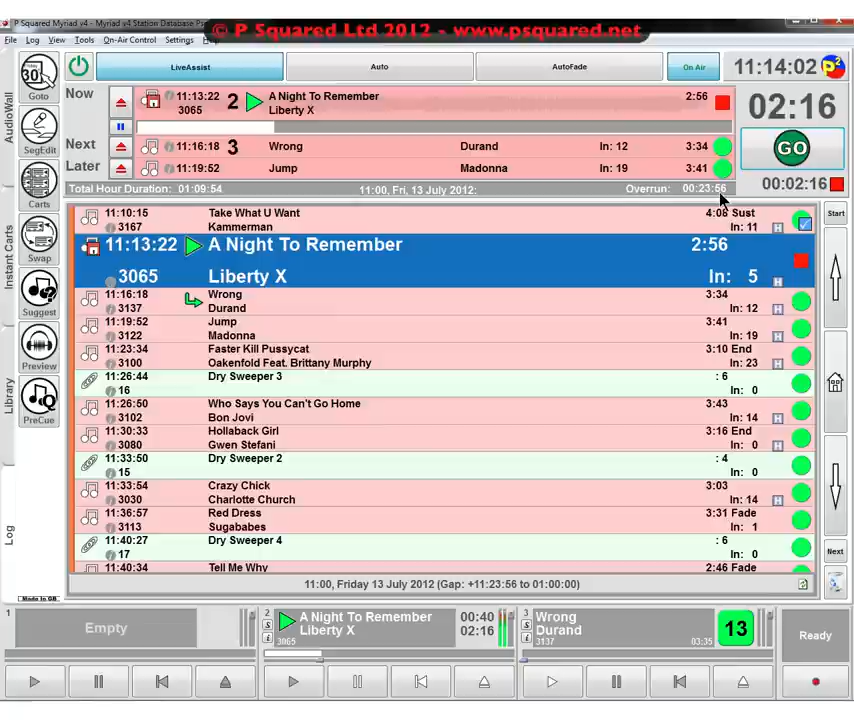 P Squared Myriad v4 - Myriad v4 Station Database
© P Squared Ltd 2012 - www.psquared.net
File Log View Tools On-Air Control Settings
LiveAssist Auto AutoFade On Air 11:14:02
AudioWall
Instant Carts
Library
Log
30
Goto
SegEdit
Carts
Swap
Suggest
Preview
PreCue
Made in GB
Now
11:13:22 2 A Night To Remember 2:56
3065 Liberty X
02:16
Next 11:16:18 3 Wrong Durand In: 12 3:34
GO
Later 11:19:52 Jump Madonna In: 19 3:41
Total Hour Duration: 01:09:54 11:00, Fri, 13 July 2012: Overrun: 00:23:56
00:02:16
11:10:15 Take What U Want 4:08 Sust
3167 Kammerman In: 11 H
11:13:22 A Night To Remember 2:56
3065 Liberty X In: 5 H
11:16:18 Wrong 3:34
3137 Durand In: 12 H
11:19:52 Jump 3:41
3122 Madonna In: 19 H
11:23:34 Faster Kill Pussycat 3:10 End
3100 Oakenfold Feat. Brittany Murphy In: 23 H
11:26:44 Dry Sweeper 3 : 6
16 In: 0
11:26:50 Who Says You Can't Go Home 3:43
3102 Bon Jovi In: 14 H
11:30:33 Hollaback Girl 3:16 End
3080 Gwen Stefani In: 0 H
11:33:50 Dry Sweeper 2 : 4
15 In: 0
11:33:54 Crazy Chick 3:03
3030 Charlotte Church In: 14 H
11:36:57 Red Dress 3:31 Fade
3113 Sugababes In: 1
11:40:27 Dry Sweeper 4 : 6
17 In: 0
11:40:34 Tell Me Why 2:46 Fade
Start
Next
11:00, Friday 13 July 2012 (Gap: +11:23:56 to 01:00:00)
1
Empty
2
S
i
A Night To Remember 00:40
Liberty X 02:16
3065
3
S
i
Wrong
Durand
3137 03:35
13
Ready